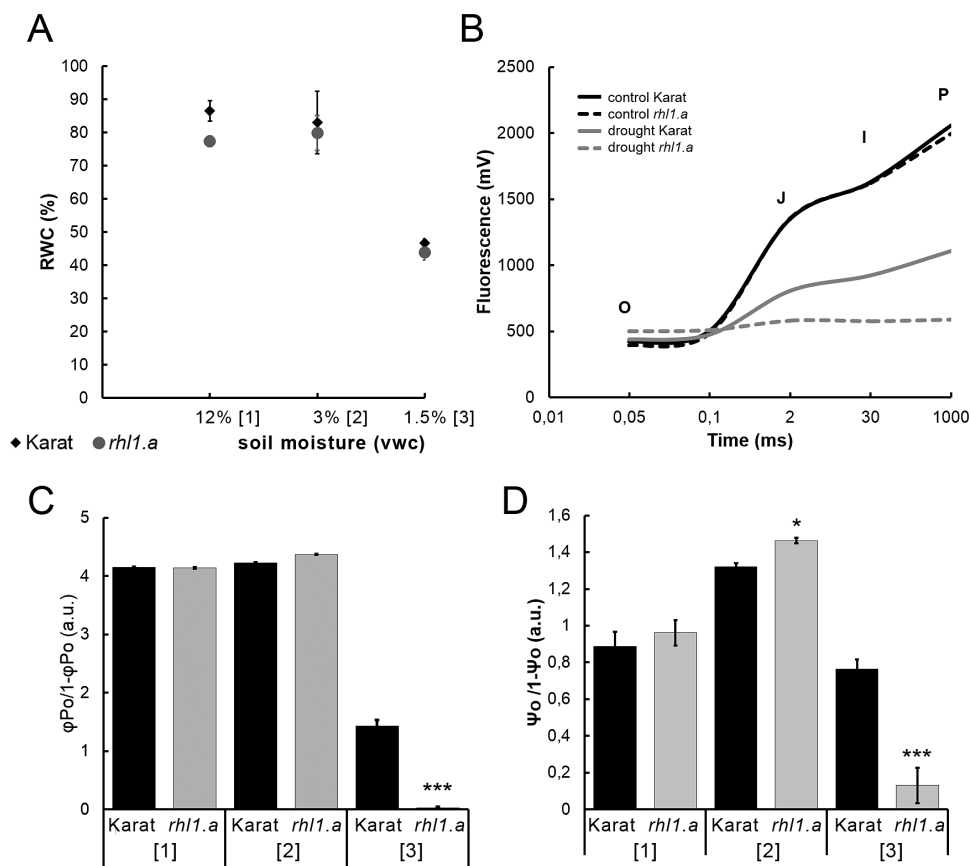 A
100
90
80
70
60
50
40
30
20
10
0
RWC (%)
12% [1] 3% [2] 1.5% [3]
soil moisture (vwc)
Karat rhl1.a
B
2500
2000
1500
1000
500
0
Fluorescence (mV)
control Karat
control rhl1.a
drought Karat
drought rhl1.a
O
J
I
P
0,01 0,05 0,1 2 30 1000
Time (ms)
C
5
4
3
2
1
0
φPo/1-φPo (a.u.)
***
Karat rhl1.a Karat rhl1.a Karat rhl1.a
[1] [2] [3]
D
1,6
1,4
1,2
1
0,8
0,6
0,4
0,2
0
Ψo /1-Ψo (a.u.)
*
***
Karat rhl1.a Karat rhl1.a Karat rhl1.a
[1] [2] [3]